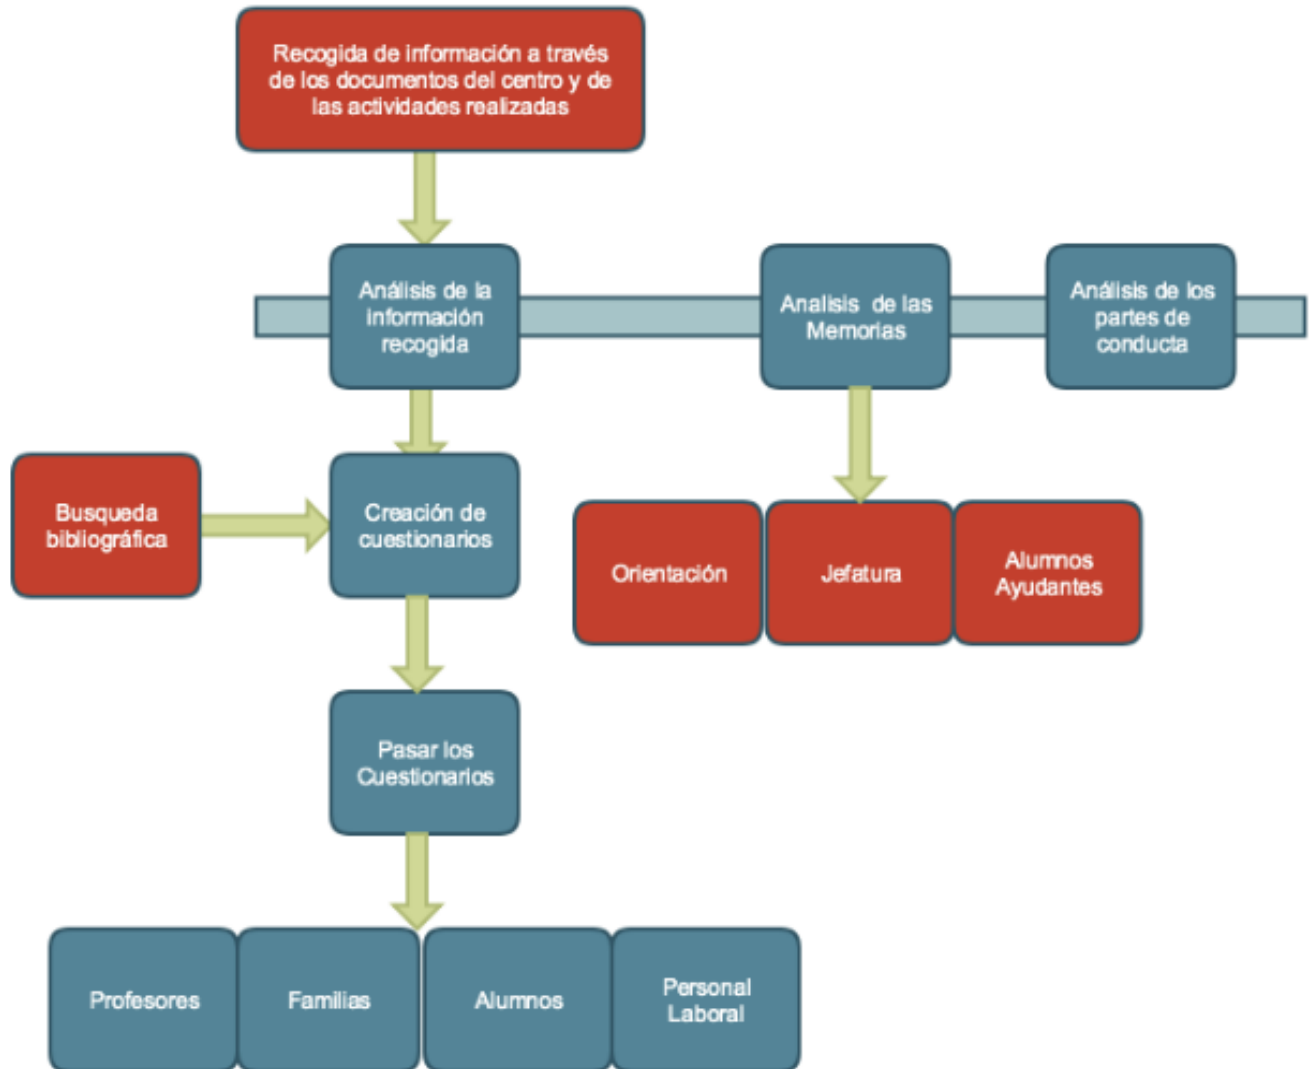 Recogida de información a través
de los documentos del centro y de
las actividades realizadas
Análisis de la
información
recogida
Analisis de las
Memorias
Análisis de los
partes de
conducta
Busqueda
bibliográfica
Creación de
cuestionarios
Orientación
Jefatura
Alumnos
Ayudantes
Pasar los
Cuestionarios
Profesores
Familias
Alumnos
Personal
Laboral